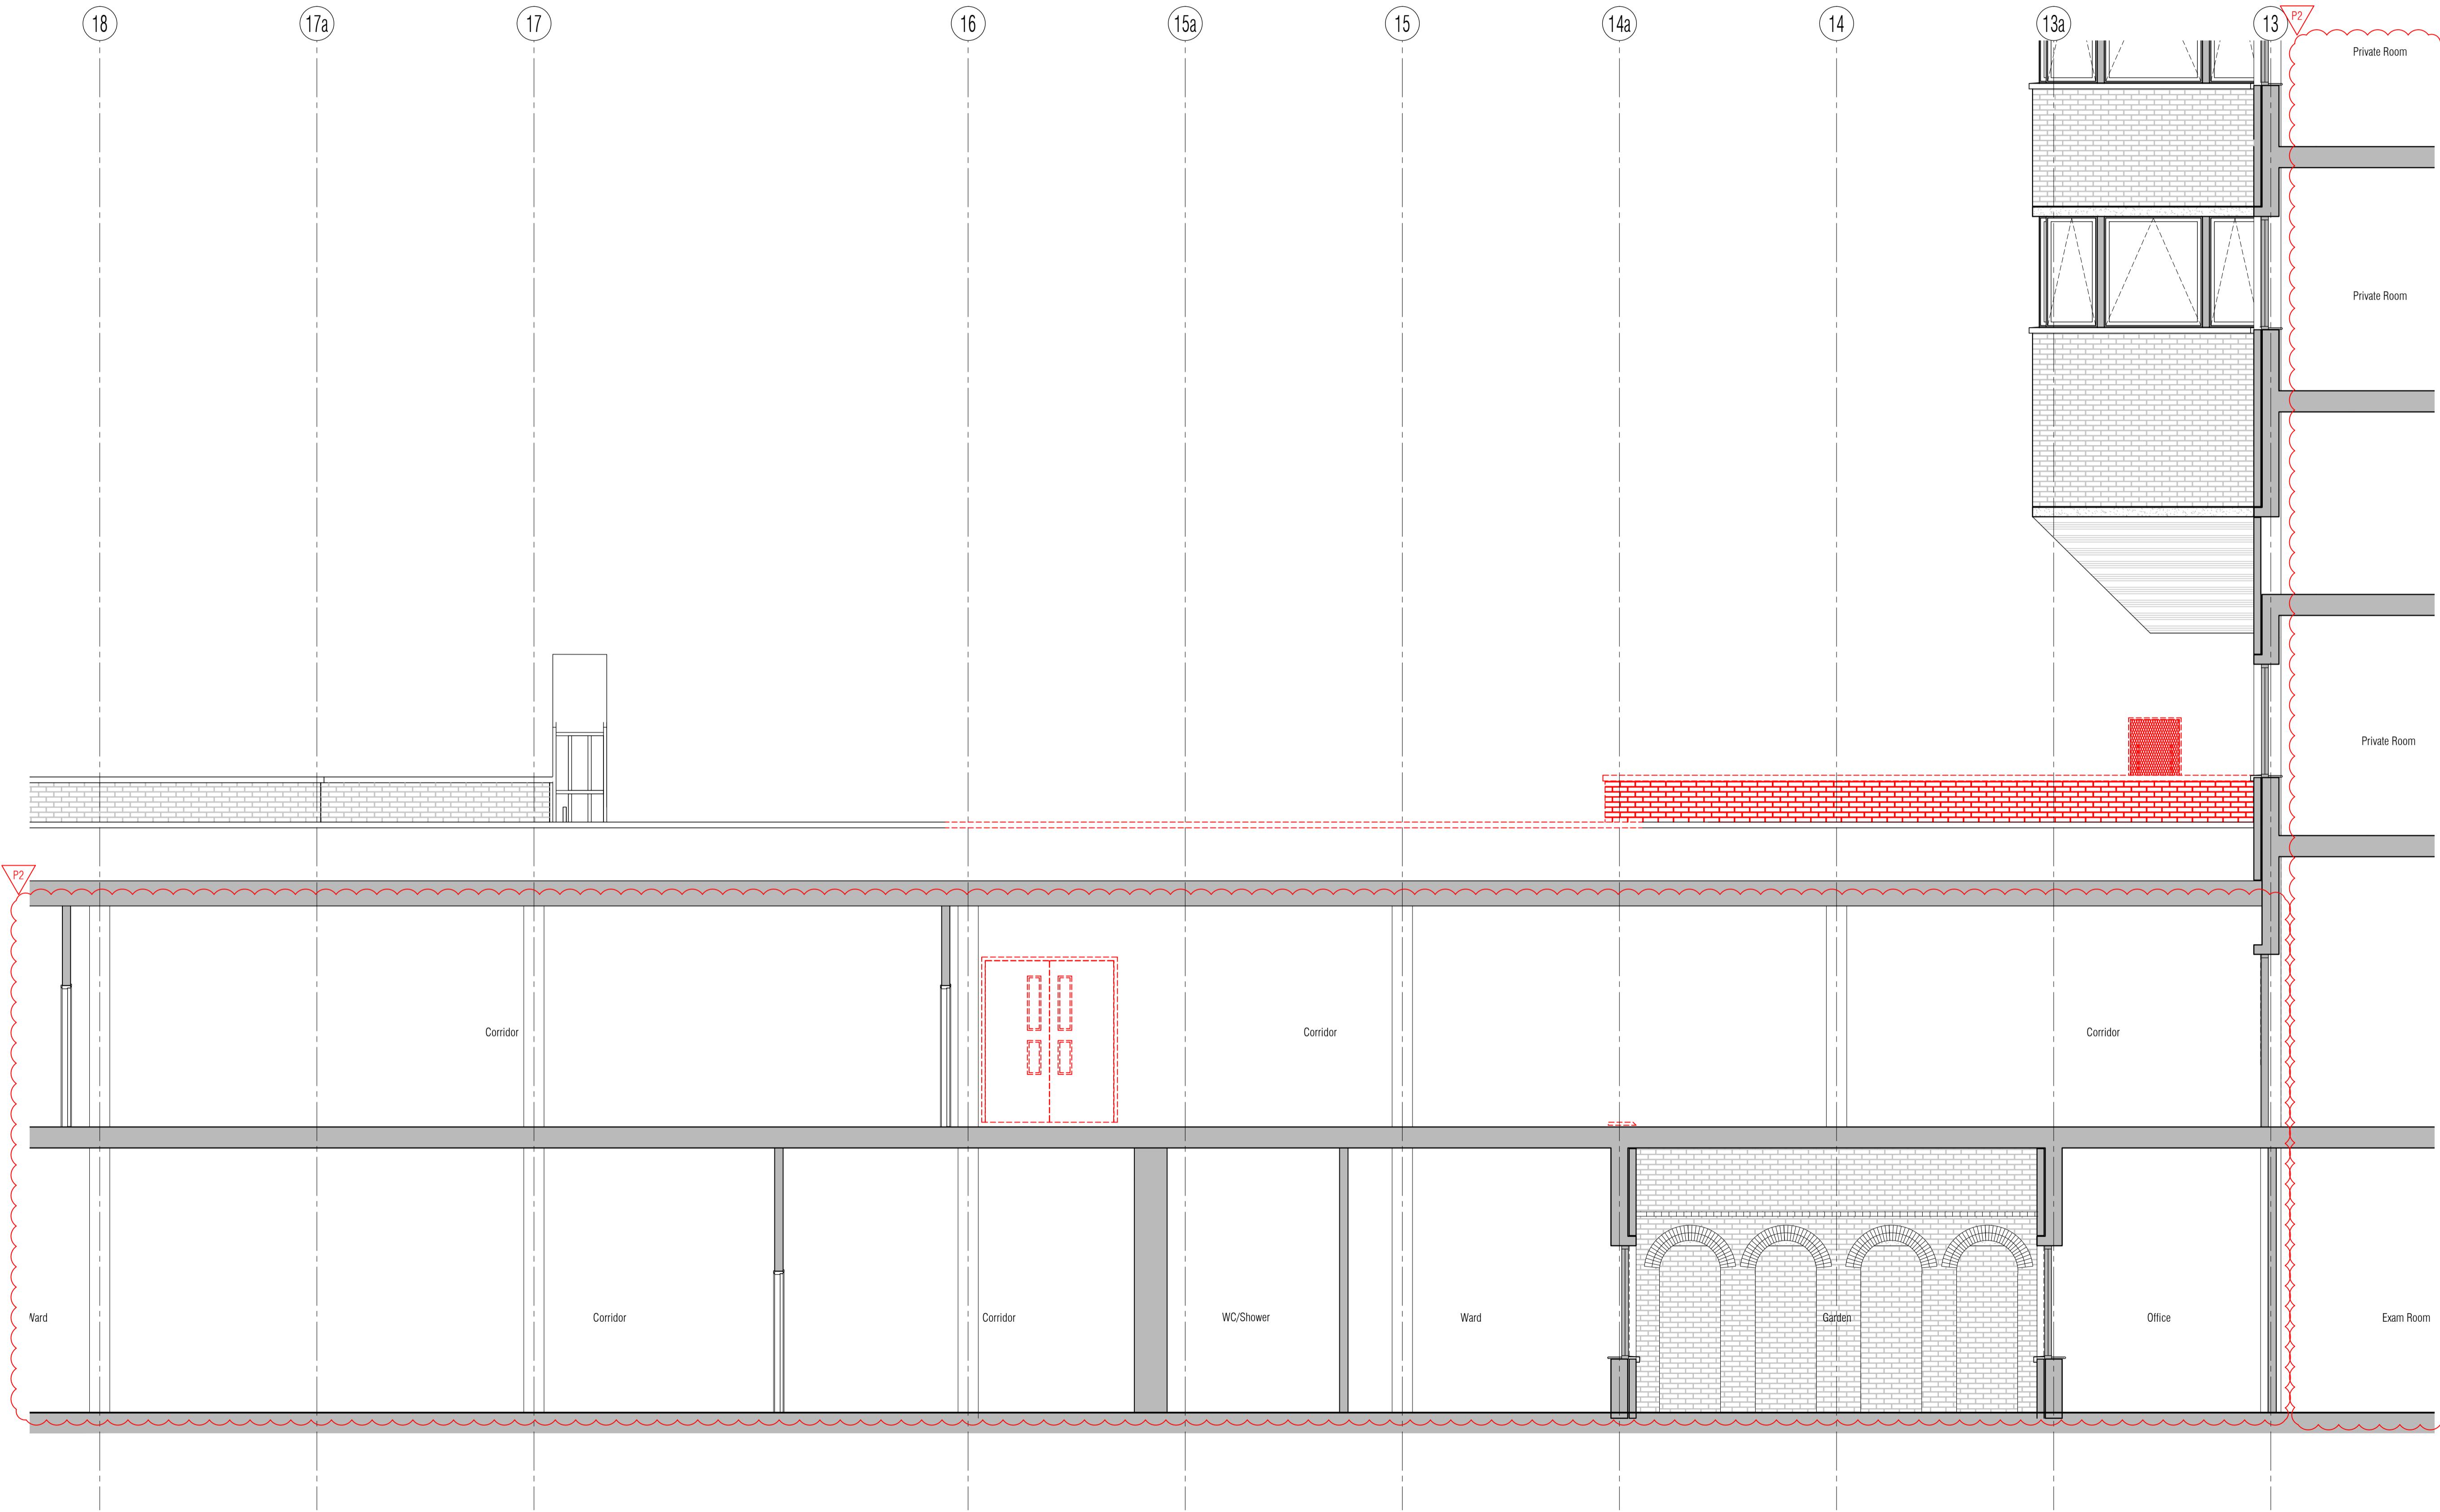 18
17a
17
16
15a
15
14a
14
13a
13
P2
Private Room
Private Room
Private Room
P2
Corridor
Corridor
Corridor
Ward
Corridor
Corridor
WC/Shower
Ward
Garden
Office
Exam Room